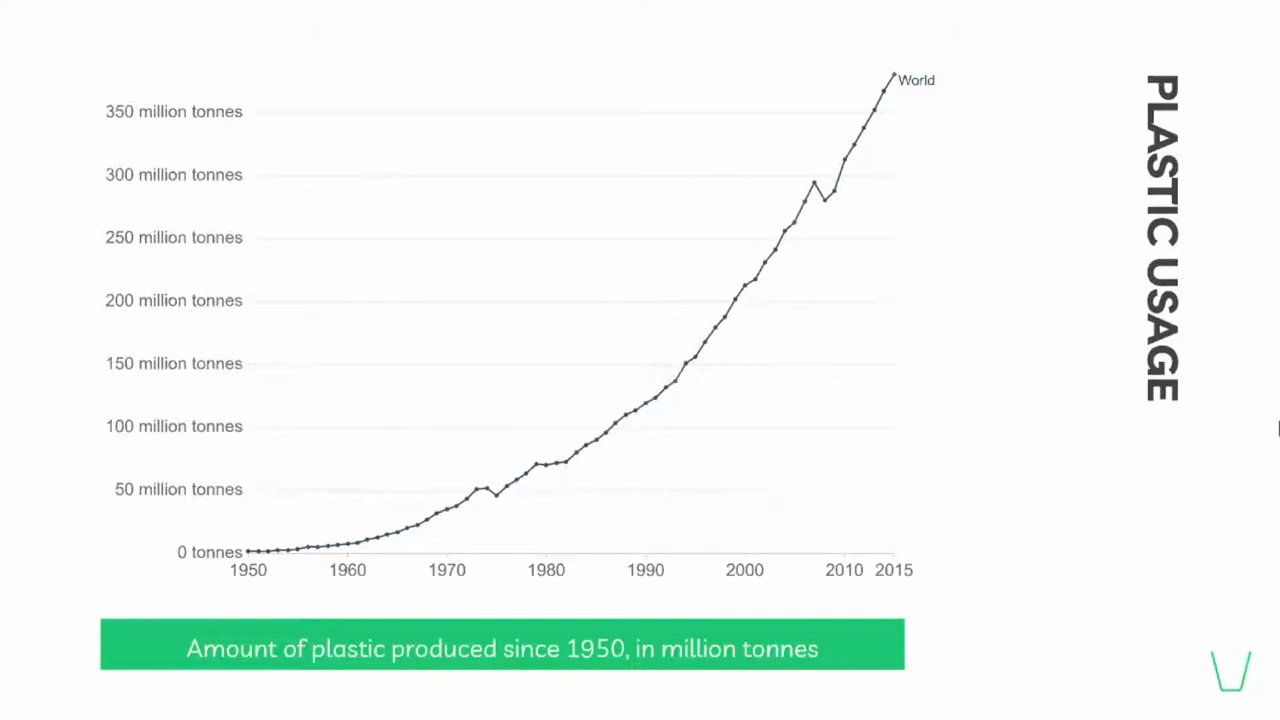 World
350 million tonnes
300 million tonnes
250 million tonnes
200 million tonnes
150 million tonnes
100 million tonnes
50 million tonnes
0 tonnes
1950 1960 1970 1980 1990 2000 2010 2015
Amount of plastic produced since 1950, in million tonnes
PLASTIC USAGE